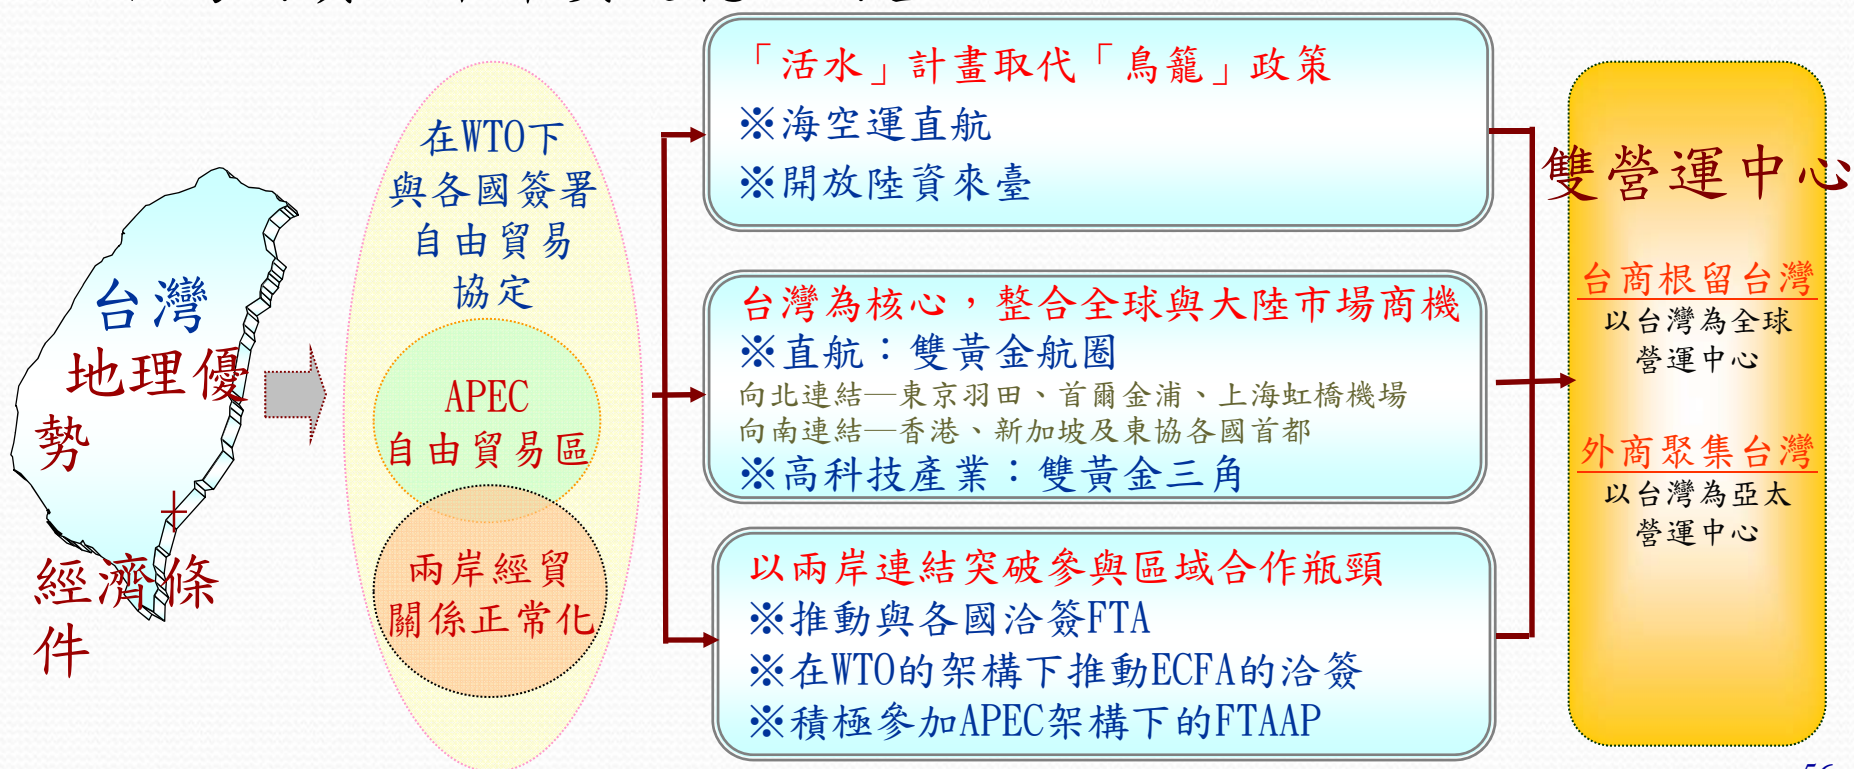 台灣
地理優
勢
經濟條
件
在WTO下
與各國簽署
自由貿易
協定
APEC
自由貿易區
兩岸經貿
關係正常化
「活水」計畫取代「鳥籠」政策
※海空運直航
※開放陸資來臺
台灣為核心，整合全球與大陸市場商機
※直航：雙黃金航圈
向北連結—東京羽田、首爾金浦、上海虹橋機場
向南連結—香港、新加坡及東協各國首都
※高科技產業：雙黃金三角
以兩岸連結突破參與區域合作瓶頸
※推動與各國洽簽FTA
※在WTO的架構下推動ECFA的洽簽
※積極參加APEC架構下的FTAAP
雙營運中心
台商根留台灣
以台灣為全球
營運中心
外商聚集台灣
以台灣為亞太
營運中心